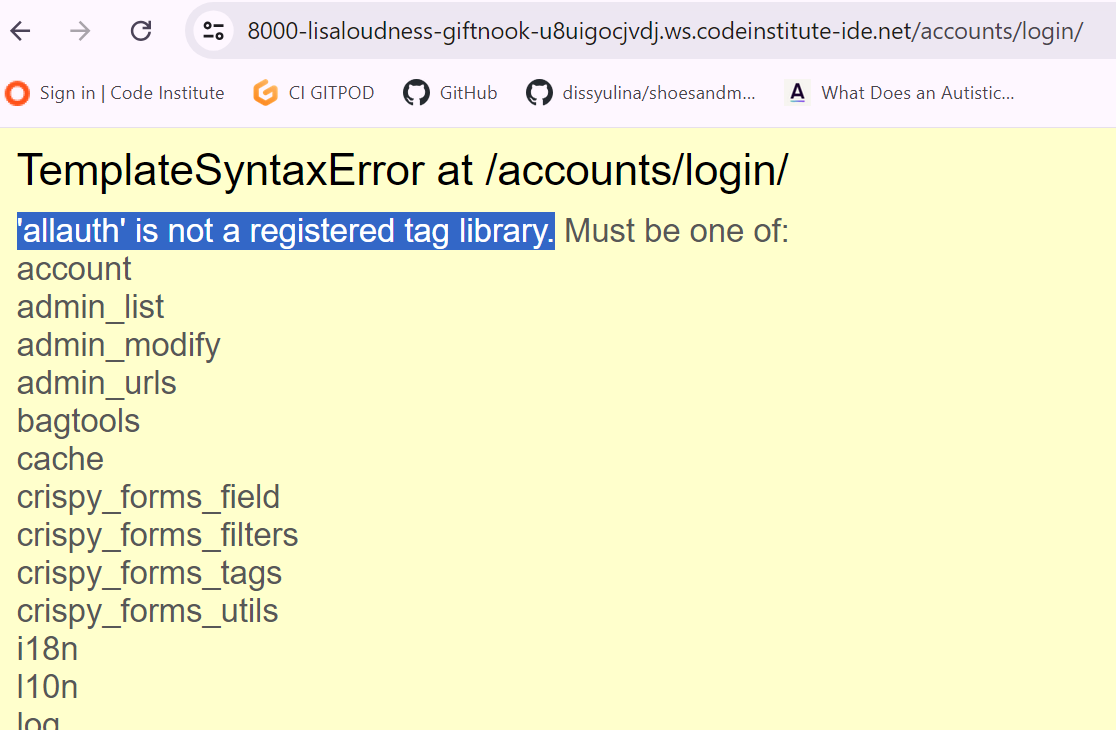 8000-lisaloudness-giftnook-u8uigocjvdj.ws.codeinstitute-ide.net/accounts/login/
Sign in | Code Institute CI GITPOD GitHub dissyulina/shoesandm... What Does an Autistic...
TemplateSyntaxError at /accounts/login/
'allauth' is not a registered tag library. Must be one of:
account
admin_list
admin_modify
admin_urls
bagtools
cache
crispy_forms_field
crispy_forms_filters
crispy_forms_tags
crispy_forms_utils
i18n
l10n
log